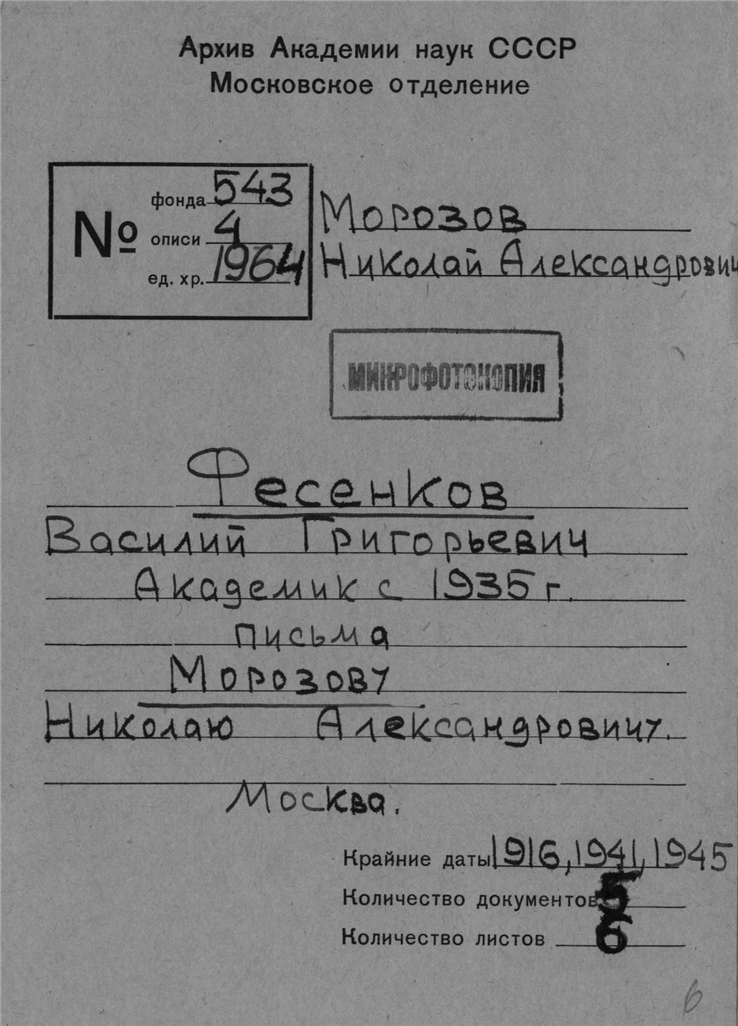 Архив Академии наук СССР
Московское отделение
№
фонда 543
описи 4
ед. хр. 1964
Морозов
Николай Александрович
МИКРОФОТОКОПИЯ
Фесенков
Василий Григорьевич
Академик с 1935 г.
письма
Морозову
Николаю Александровичу.
Москва.
Крайние даты 1916, 1941, 1945
Количество документов 5
Количество листов 6
6